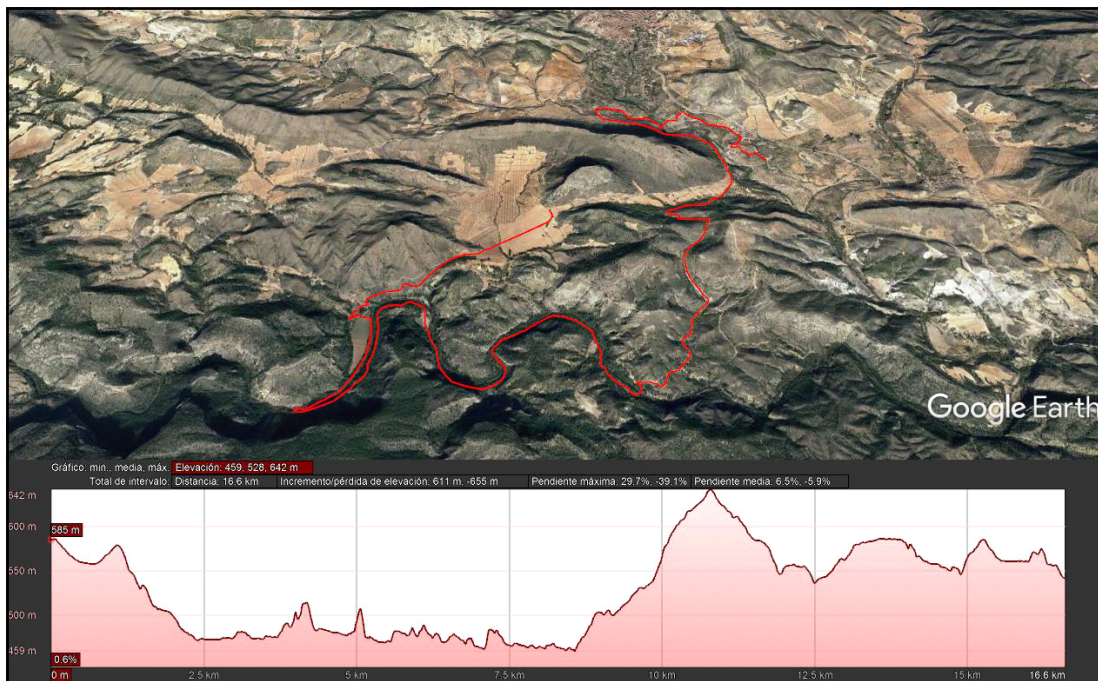 Google Earth
Gráfico: min., media, máx. Elevación: 459, 528, 642 m
Total de intervalo: Distancia: 16.6 km Incremento/pérdida de elevación: 611 m, -655 m Pendiente máxima: 29.7%, -39.1% Pendiente media: 6.5%, -5.9%
642 m
585 m
600 m
550 m
500 m
459 m
0.6%
0 m 2.5 km 5 km 7.5 km 10 km 12.5 km 15 km 16.6 km